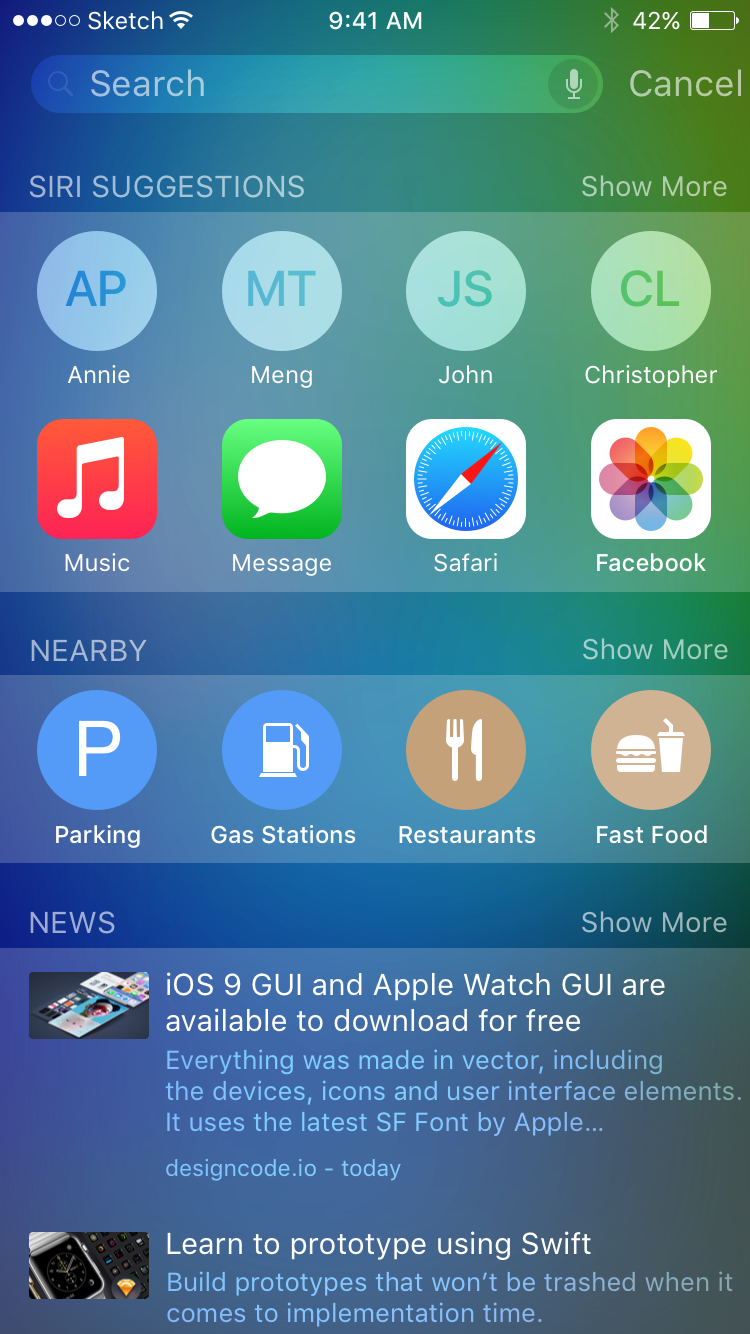 Sketch 9:41 AM 42%
Search Cancel
SIRI SUGGESTIONS Show More
AP MT JS CL
Annie Meng John Christopher
Music Message Safari Facebook
NEARBY Show More
P
Parking Gas Stations Restaurants Fast Food
NEWS Show More
iOS 9 GUI and Apple Watch GUI are
available to download for free
Everything was made in vector, including
the devices, icons and user interface elements.
It uses the latest SF Font by Apple...
designcode.io - today
Learn to prototype using Swift
Build prototypes that won’t be trashed when it
comes to implementation time.